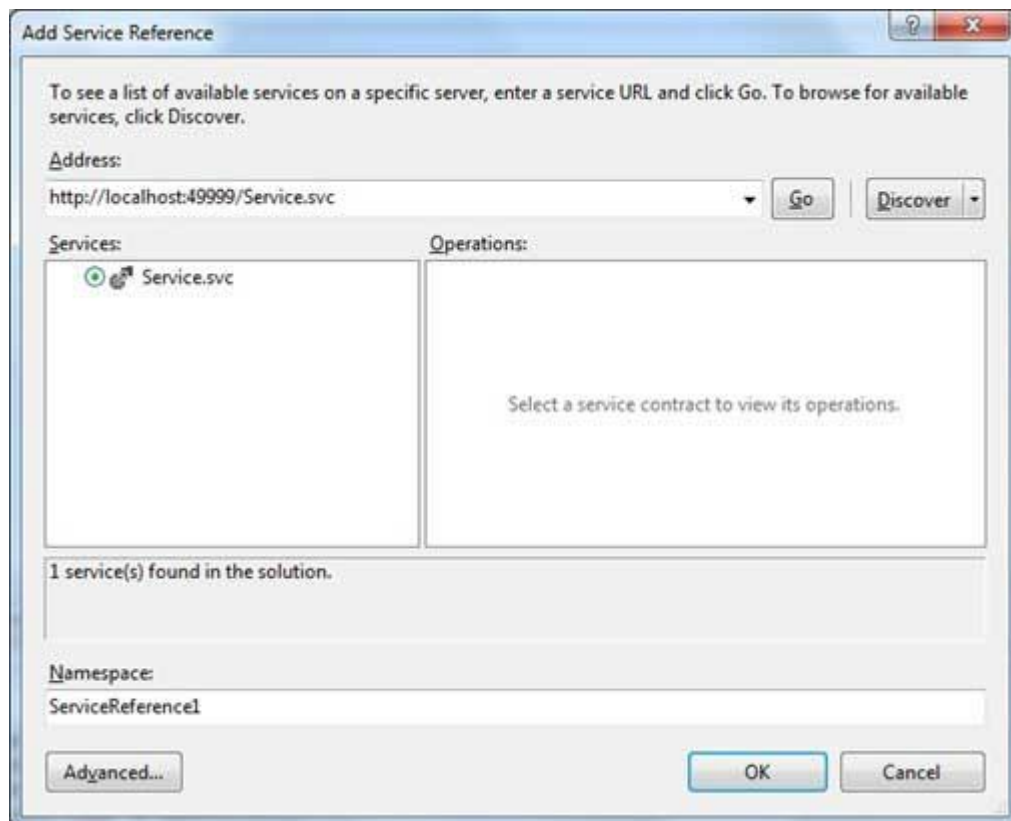 Add Service Reference
To see a list of available services on a specific server, enter a service URL and click Go. To browse for available
services, click Discover.
Address:
http://localhost:49999/Service.svc
Go
Discover
Services:
Operations:
Service.svc
Select a service contract to view its operations.
1 service(s) found in the solution.
Namespace:
ServiceReference1
Advanced...
OK
Cancel